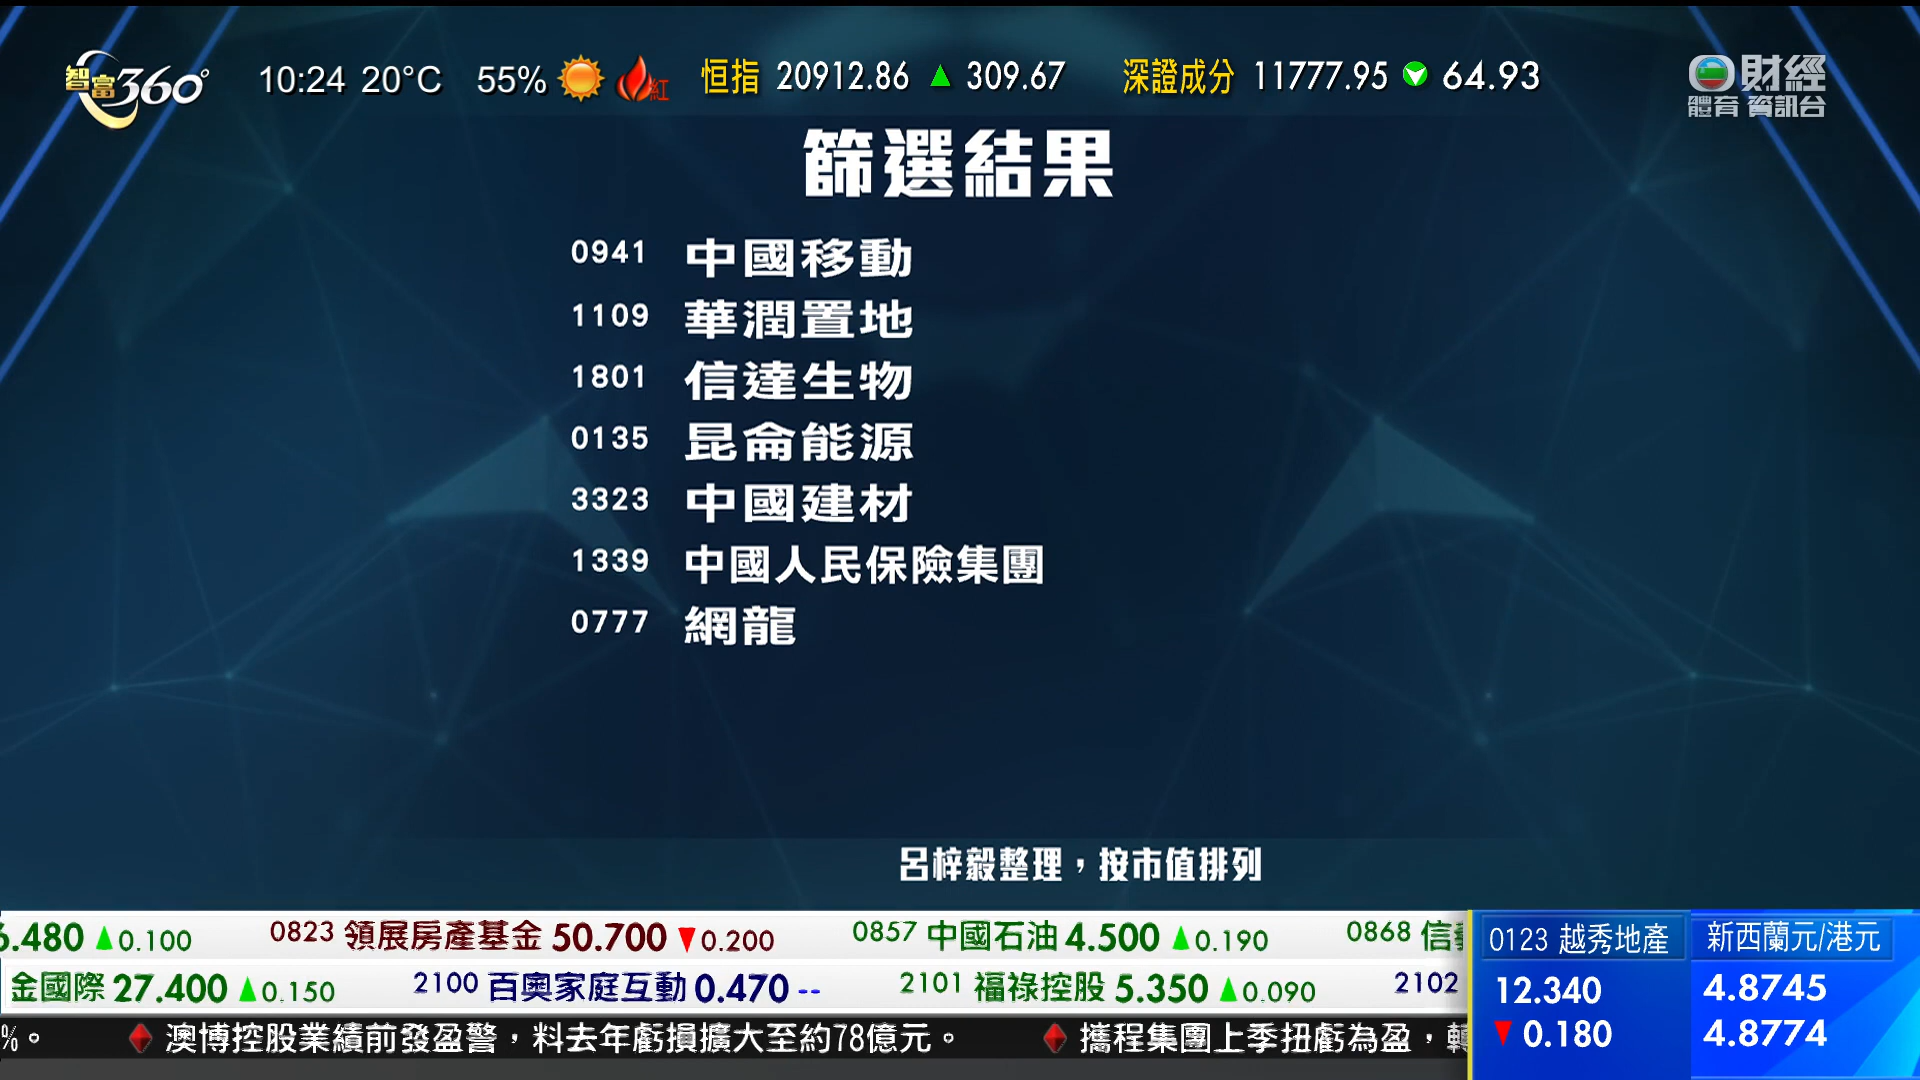 智富360°
10:24 20°C 55% 紅 恒指 20912.86 ▲ 309.67 深證成分 11777.95 ▼ 64.93
財經
體育 資訊台
篩選結果
0941 中國移動
1109 華潤置地
1801 信達生物
0135 昆侖能源
3323 中國建材
1339 中國人民保險集團
0777 網龍
呂梓毅整理，按市值排列
6.480 ▲0.100 0823 領展房產基金 50.700 ▼0.200 0857 中國石油 4.500 ▲0.190 0868 信
金國際 27.400 ▲0.150 2100 百奧家庭互動 0.470 -- 2101 福祿控股 5.350 ▲0.090 2102
%。 ◆ 澳博控股業績前發盈警，料去年虧損擴大至約78億元。 ◆ 攜程集團上季扭虧為盈，轉
0123 越秀地產
12.340
▼ 0.180
新西蘭元/港元
4.8745
4.8774